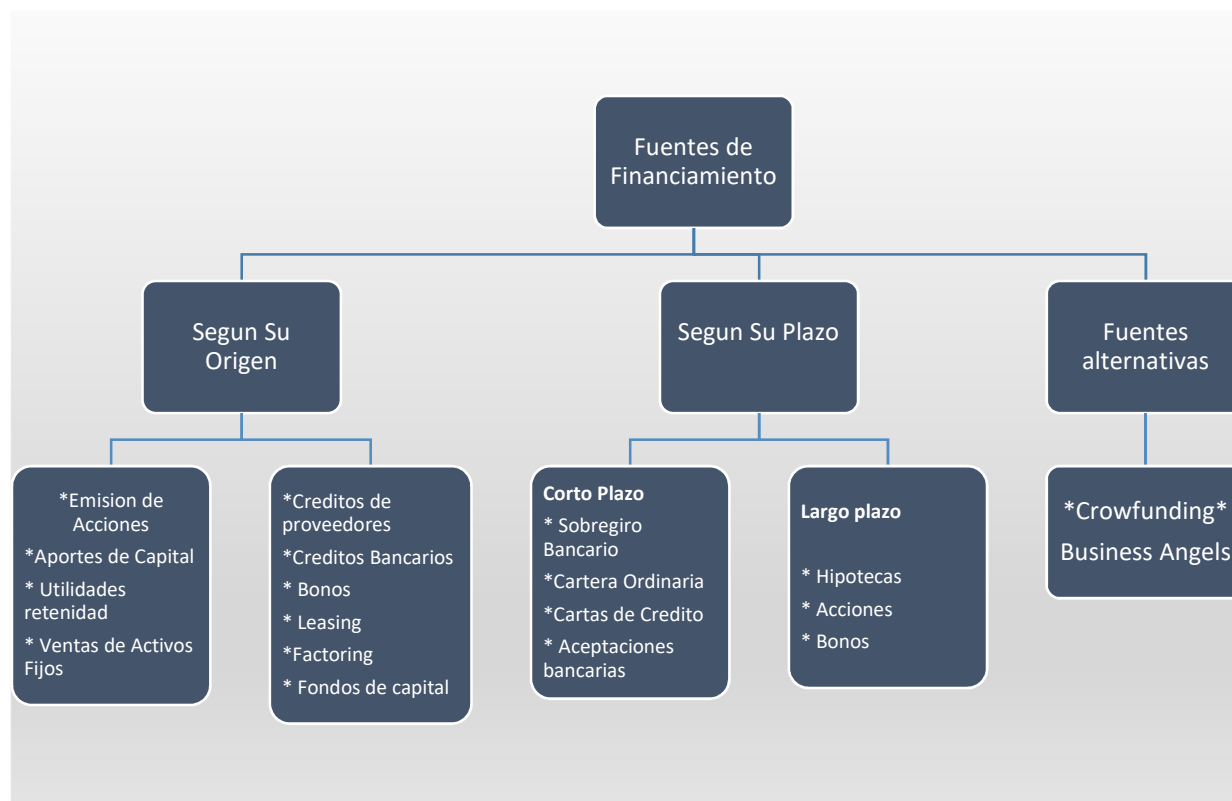 Fuentes de
Financiamiento
Segun Su
Origen
Segun Su Plazo
Fuentes
alternativas
*Emision de
Acciones
*Aportes de Capital
* Utilidades
retenidad
* Ventas de Activos
Fijos
*Creditos de
proveedores
*Creditos Bancarios
* Bonos
* Leasing
*Factoring
* Fondos de capital
Corto Plazo
* Sobregiro
Bancario
*Cartera Ordinaria
*Cartas de Credito
* Aceptaciones
bancarias
Largo plazo
* Hipotecas
* Acciones
* Bonos
*Crowfunding*
Business Angels